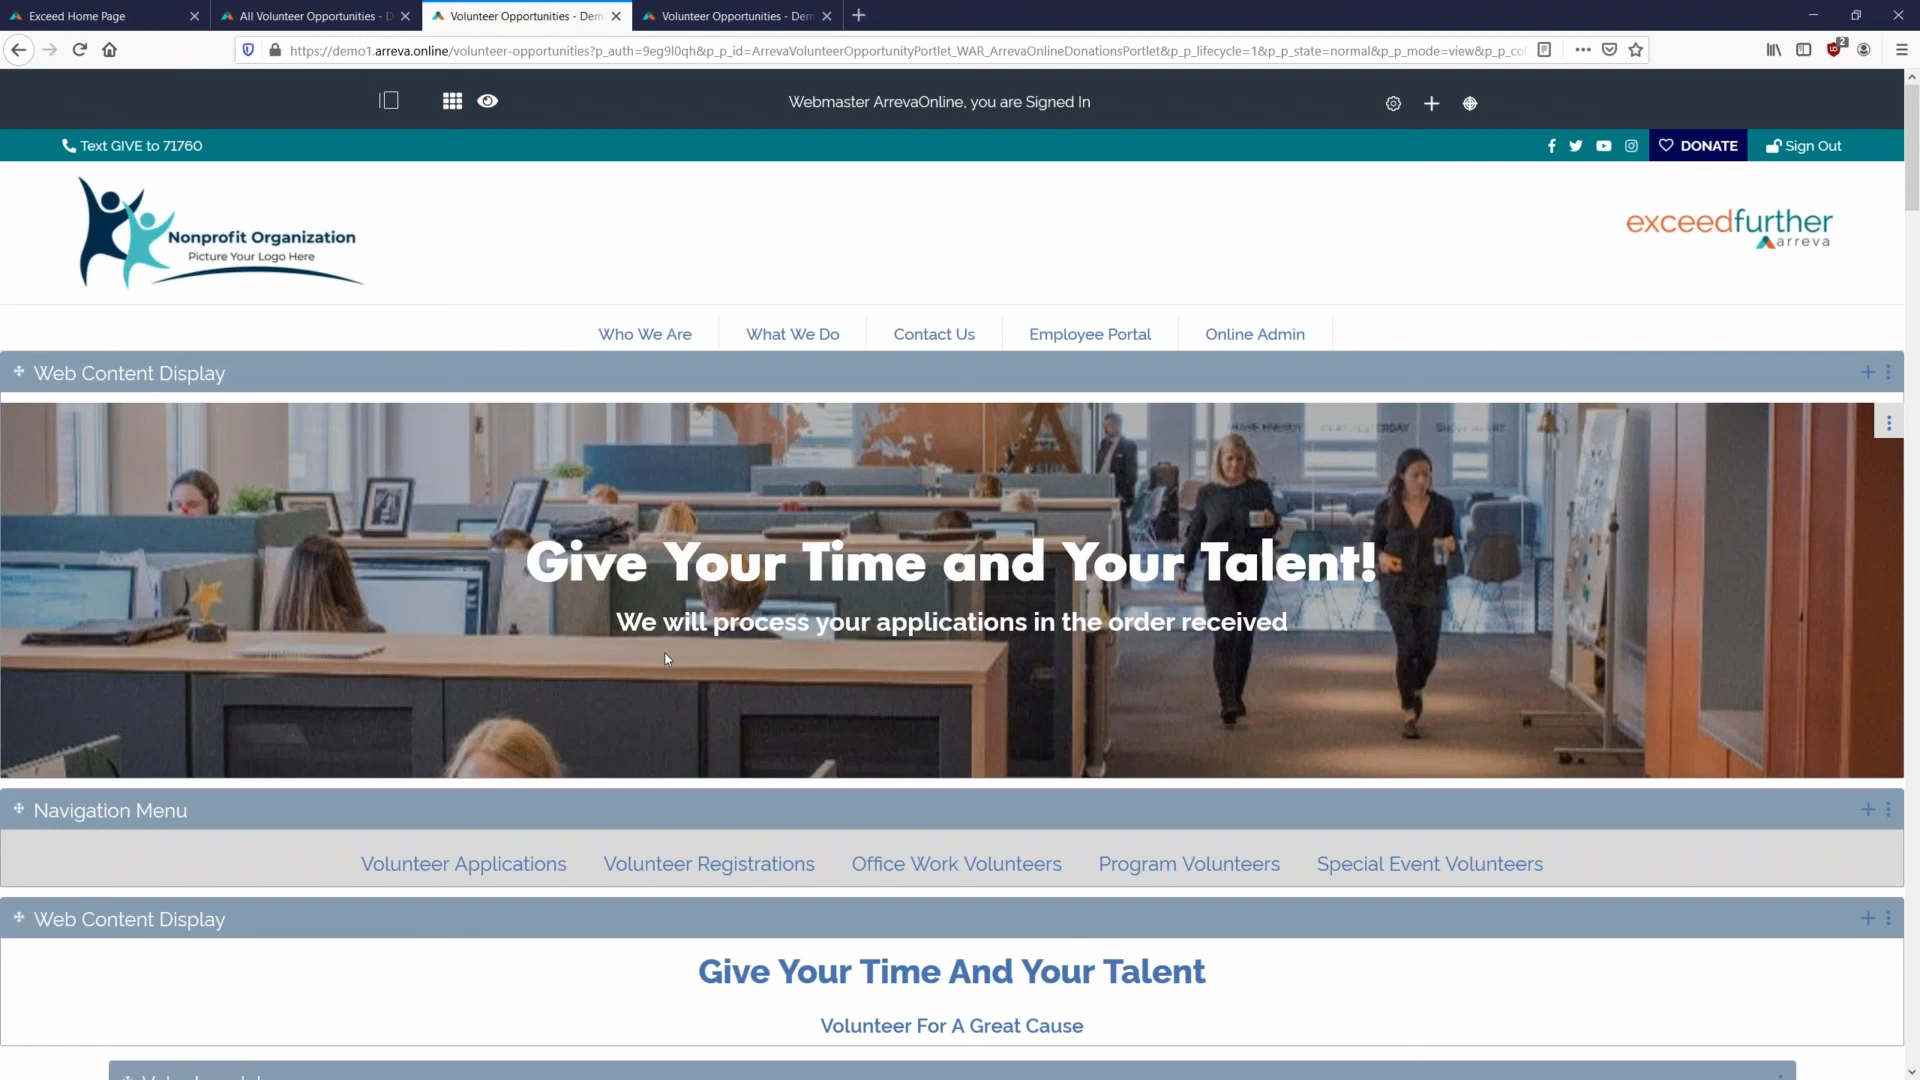 Exceed Home Page
All Volunteer Opportunities - D
Volunteer Opportunities - Dem
Volunteer Opportunities - Dem
https://demo1.arreva.online/volunteer-opportunities?p_auth=9eg9l0qh&p_p_id=ArrevaVolunteerOpportunityPortlet_WAR_ArrevaOnlineDonationsPortlet&p_p_lifecycle=1&p_p_state=normal&p_p_mode=view&p_p_co
2
Webmaster ArrevaOnline, you are Signed In
Text GIVE to 71760
DONATE
Sign Out
Nonprofit Organization
Picture Your Logo Here
exceedfurther
arreva
Who We Are
What We Do
Contact Us
Employee Portal
Online Admin
Web Content Display
Give Your Time and Your Talent!
We will process your applications in the order received
Navigation Menu
Volunteer Applications
Volunteer Registrations
Office Work Volunteers
Program Volunteers
Special Event Volunteers
Web Content Display
Give Your Time And Your Talent
Volunteer For A Great Cause